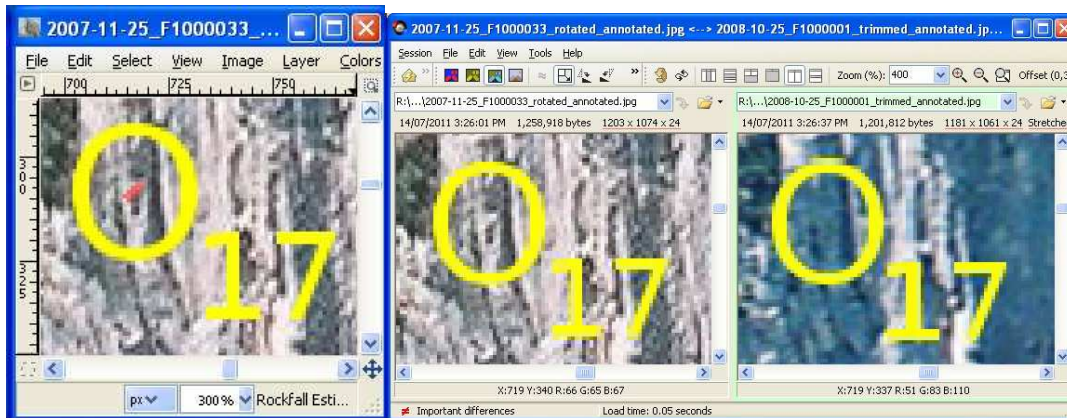 2007-11-25_F1000033_...
File Edit Select View Image Layer Colors
700 725 750
300
325
17
px 300% Rockfall Esti...
2007-11-25_F1000033_rotated_annotated.jpg <--> 2008-10-25_F1000001_trimmed_annotated.jp...
Session File Edit View Tools Help
» » Zoom (%): 400 Offset (0,3
R:\...\2007-11-25_F1000033_rotated_annotated.jpg
14/07/2011 3:26:01 PM 1,258,918 bytes 1203 x 1074 x 24
17
X:719 Y:340 R:66 G:65 B:67
R:\...\2008-10-25_F1000001_trimmed_annotated.jpg
14/07/2011 3:26:37 PM 1,201,812 bytes 1181 x 1061 x 24 Stretche
17
X:719 Y:337 R:51 G:83 B:110
≠ Important differences Load time: 0.05 seconds